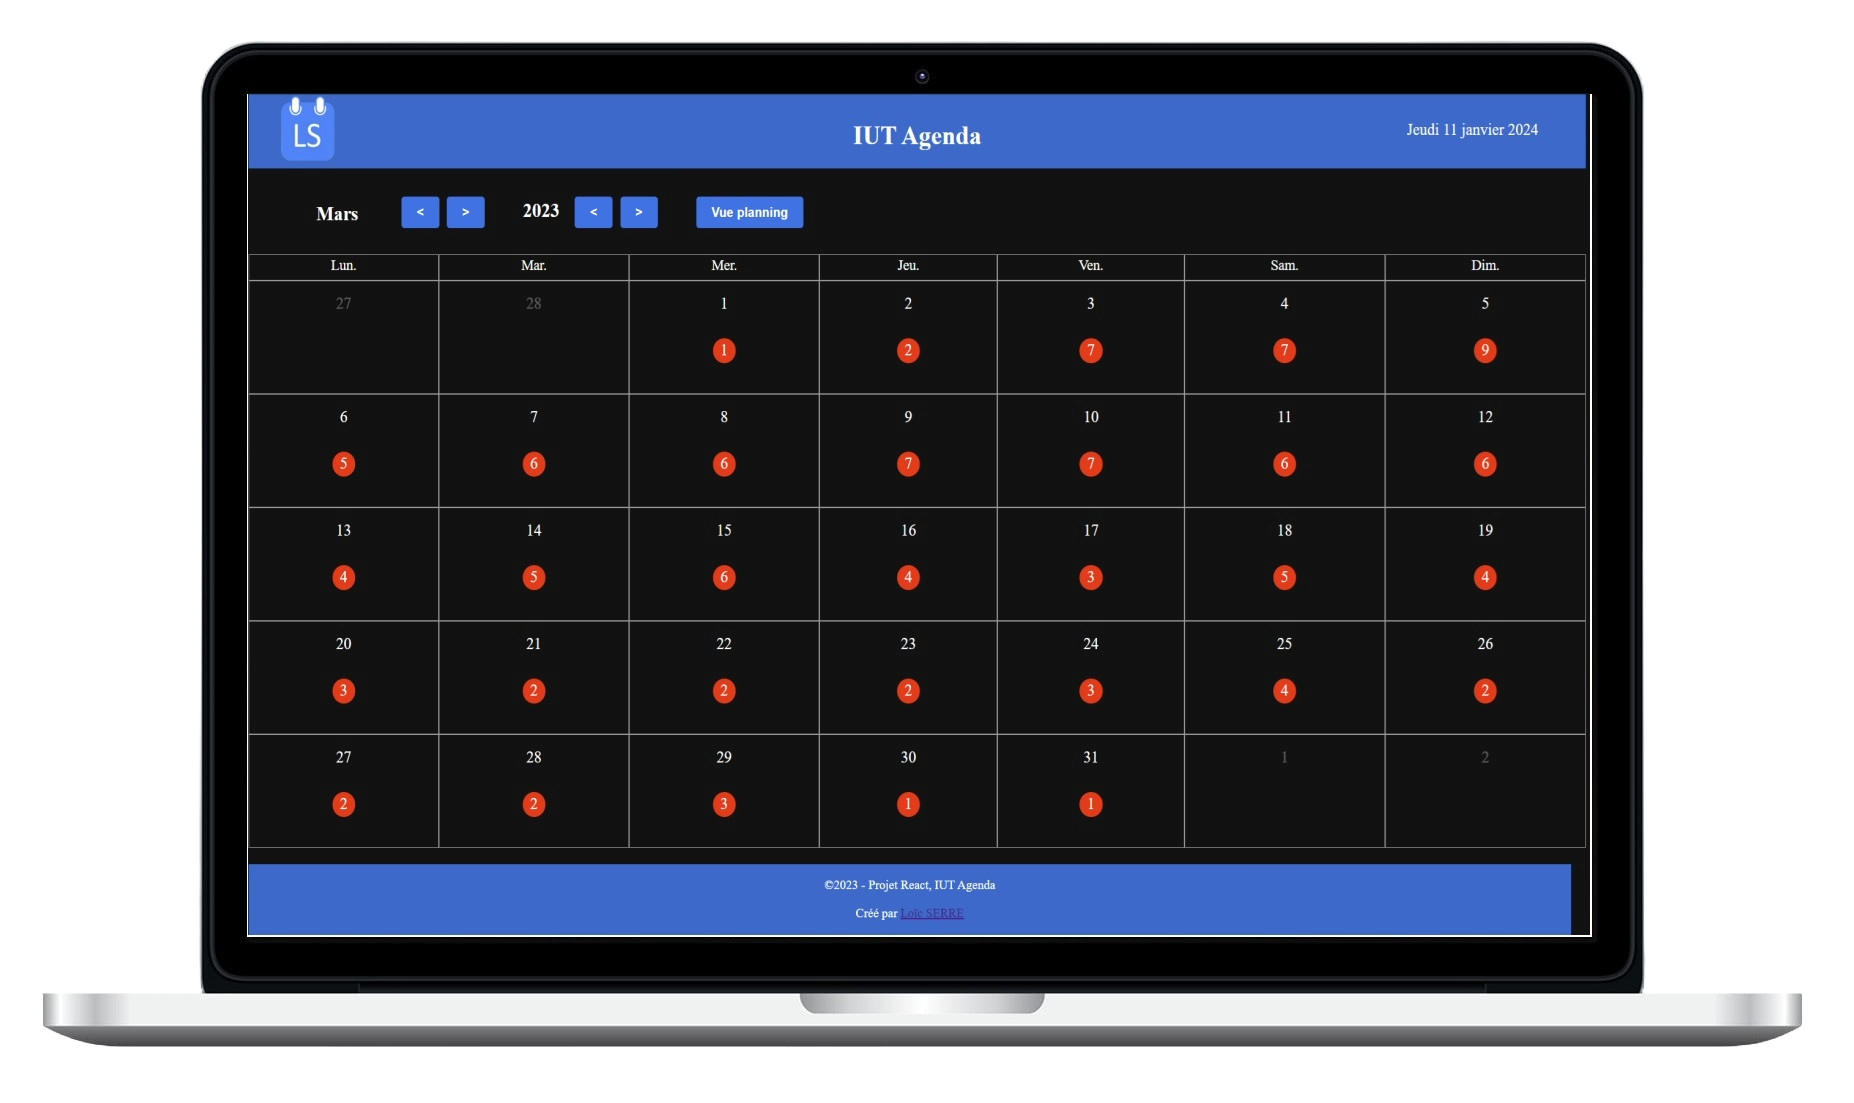 LS
IUT Agenda
Jeudi 11 janvier 2024
Mars < > 2023 < > Vue planning
Lun. Mar. Mer. Jeu. Ven. Sam. Dim.
27 28 1 2 3 4 5
1 2 7 7 9
6 7 8 9 10 11 12
5 6 6 7 7 6 6
13 14 15 16 17 18 19
4 5 6 4 3 5 4
20 21 22 23 24 25 26
3 2 2 2 3 4 2
27 28 29 30 31 1 2
2 2 3 1 1
©2023 - Projet React, IUT Agenda
Créé par Loïc SERRE